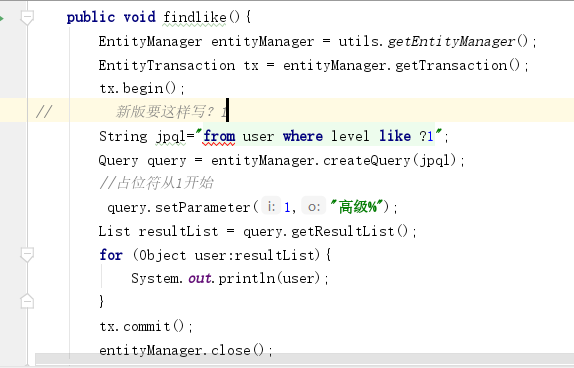 public void findlike(){
EntityManager entityManager = utils.getEntityManager();
EntityTransaction tx = entityManager.getTransaction();
tx.begin();
// 新版要这样写？1
String jpql="from user where level like ?1";
Query query = entityManager.createQuery(jpql);
//占位符从1开始
query.setParameter( i: 1, o: "高级%");
List resultList = query.getResultList();
for (Object user:resultList){
System.out.println(user);
}
tx.commit();
entityManager.close();